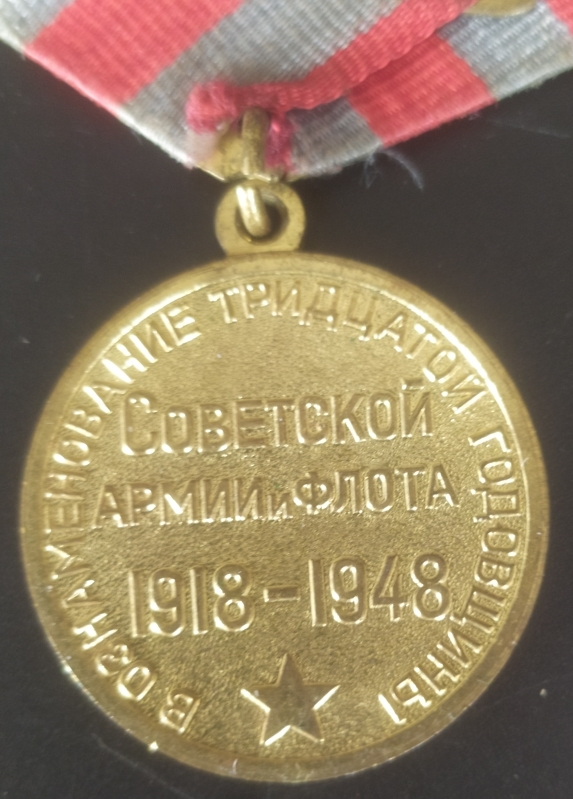 В ОЗНАМЕНОВАНИЕ ТРИДЦАТОЙ ГОДОВЩИНЫ
СОВЕТСКОЙ
АРМИИ и ФЛОТА
1918-1948